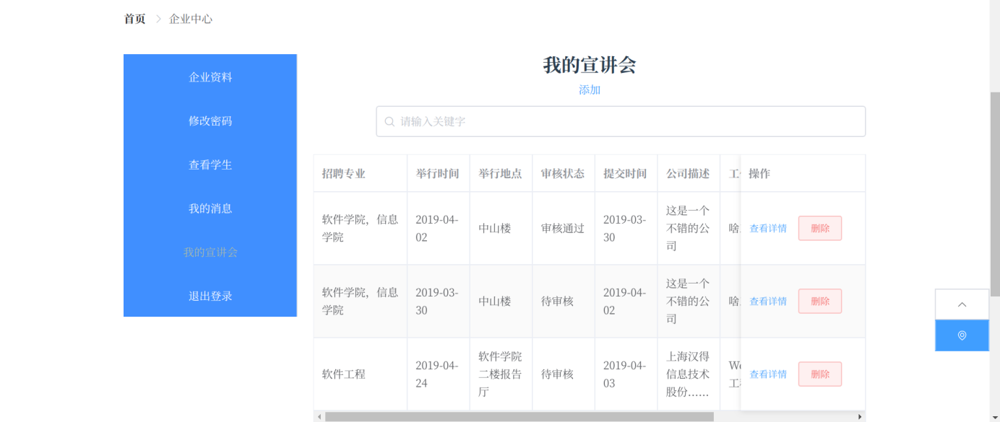 首页 > 企业中心
企业资料
修改密码
查看学生
我的消息
我的宣讲会
退出登录
我的宣讲会
添加
请输入关键字
招聘专业 举行时间 举行地点 审核状态 提交时间 公司描述 工 操作
软件学院，信息
学院
2019-04-
02
中山楼
审核通过
2019-03-
30
这是一个
不错的公
司
啥
查看详情 删除
软件学院，信息
学院
2019-03-
30
中山楼
待审核
2019-04-
02
这是一个
不错的公
司
啥
查看详情 删除
软件工程
2019-04-
24
软件学院
二楼报告
厅
待审核
2019-04-
03
上海汉得
信息技术
股份……
We
工
查看详情 删除